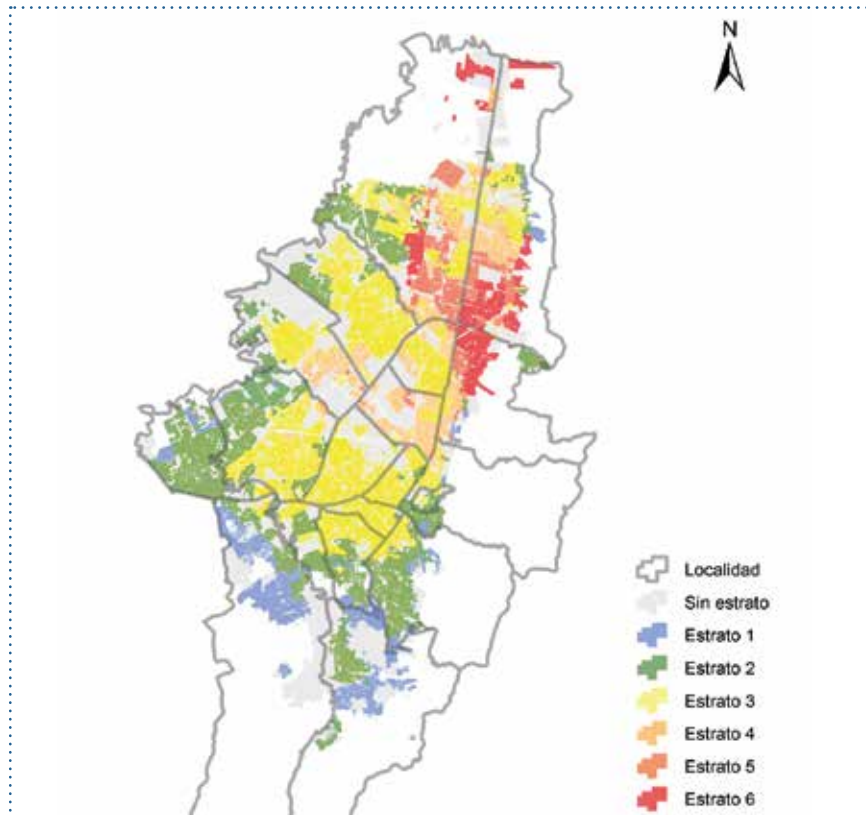 N
Localidad
Sin estrato
Estrato 1
Estrato 2
Estrato 3
Estrato 4
Estrato 5
Estrato 6